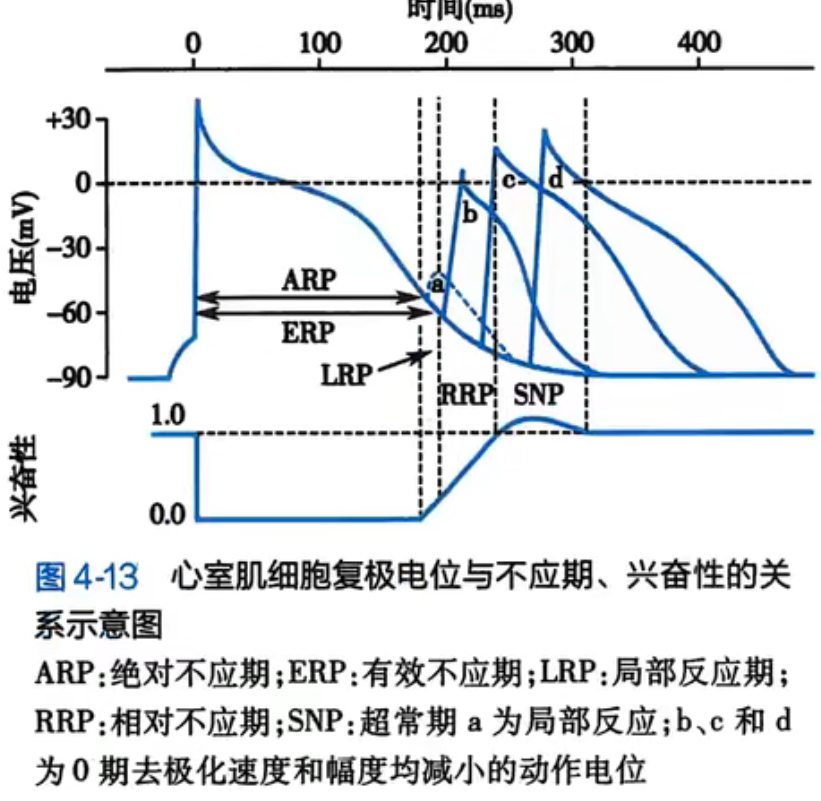 时间(ms)
0 100 200 300 400
+30
0
-30
-60
-90
电压(mV)
a
b
c
d
ARP
ERP
LRP
RRP
SNP
1.0
0.0
兴奋性
图 4-13 心室肌细胞复极电位与不应期、兴奋性的关
系示意图
ARP:绝对不应期;ERP:有效不应期;LRP:局部反应期;
RRP:相对不应期;SNP:超常期 a 为局部反应;b、c 和 d
为 0 期去极化速度和幅度均减小的动作电位